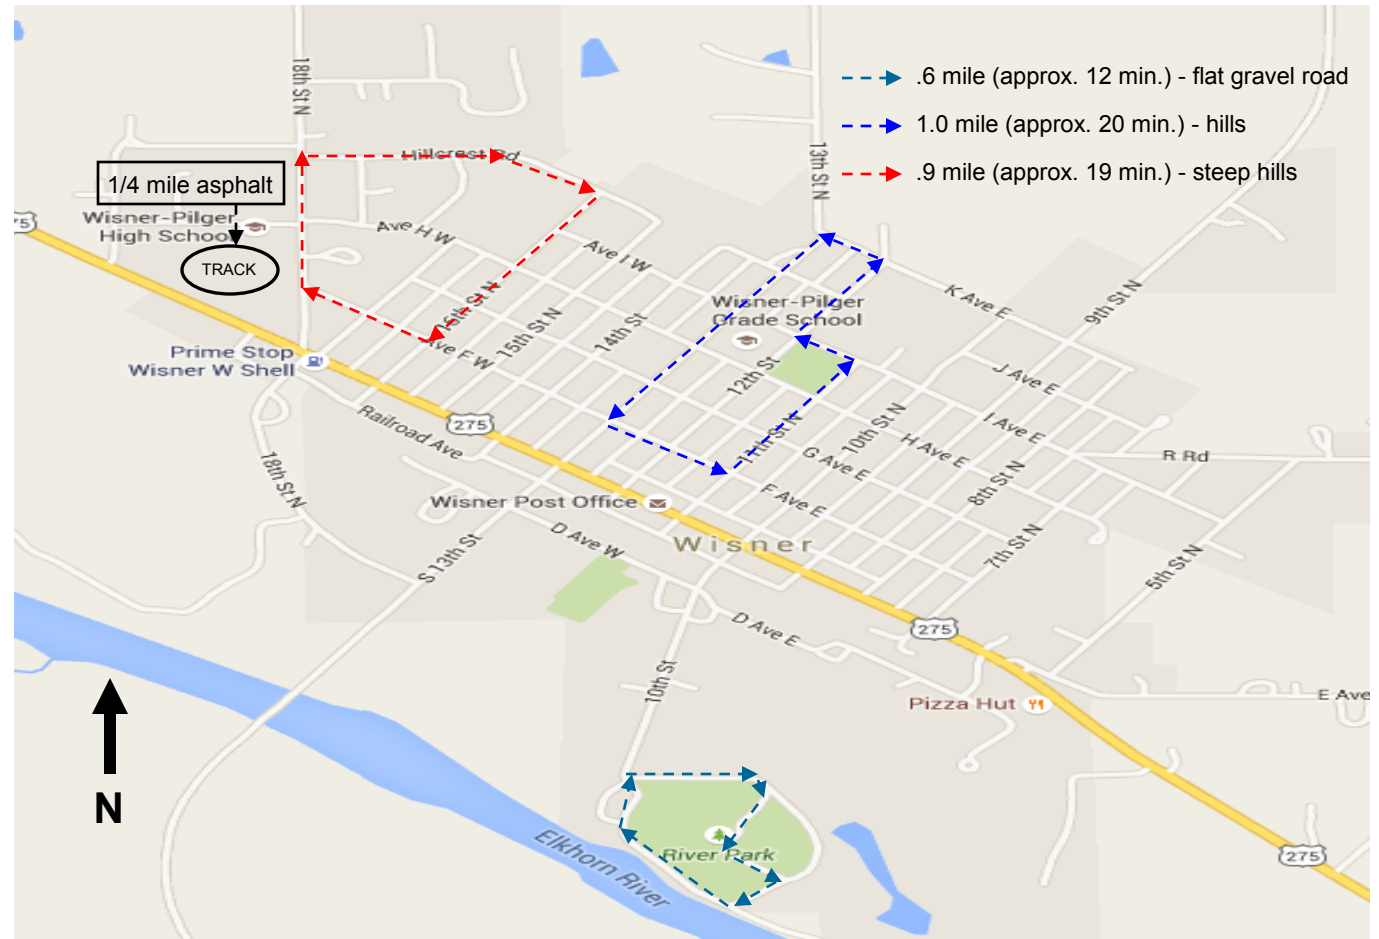 .6 mile (approx. 12 min.) - flat gravel road
1.0 mile (approx. 20 min.) - hills
.9 mile (approx. 19 min.) - steep hills
18th St N
13th St N
Hillcrest Rd
1/4 mile asphalt
Wisner-Pilger
High School
TRACK
75
Ave H W
Ave I W
K Ave E
9th St N
16th St N
15th St N
14th St
Wisner-Pilger
Grade School
Ave F W
12th St
J Ave E
Prime Stop
Wisner W Shell
Railroad Ave
275
11th St N
10th St N
I Ave E
H Ave E
G Ave E
R Rd
18th St N
8th St N
F Ave E
Wisner Post Office
Wisner
D Ave W
S 13th St
7th St N
5th St N
D Ave E
275
10th St
E Ave
Pizza Hut
N
Elkhorn River
River Park
275